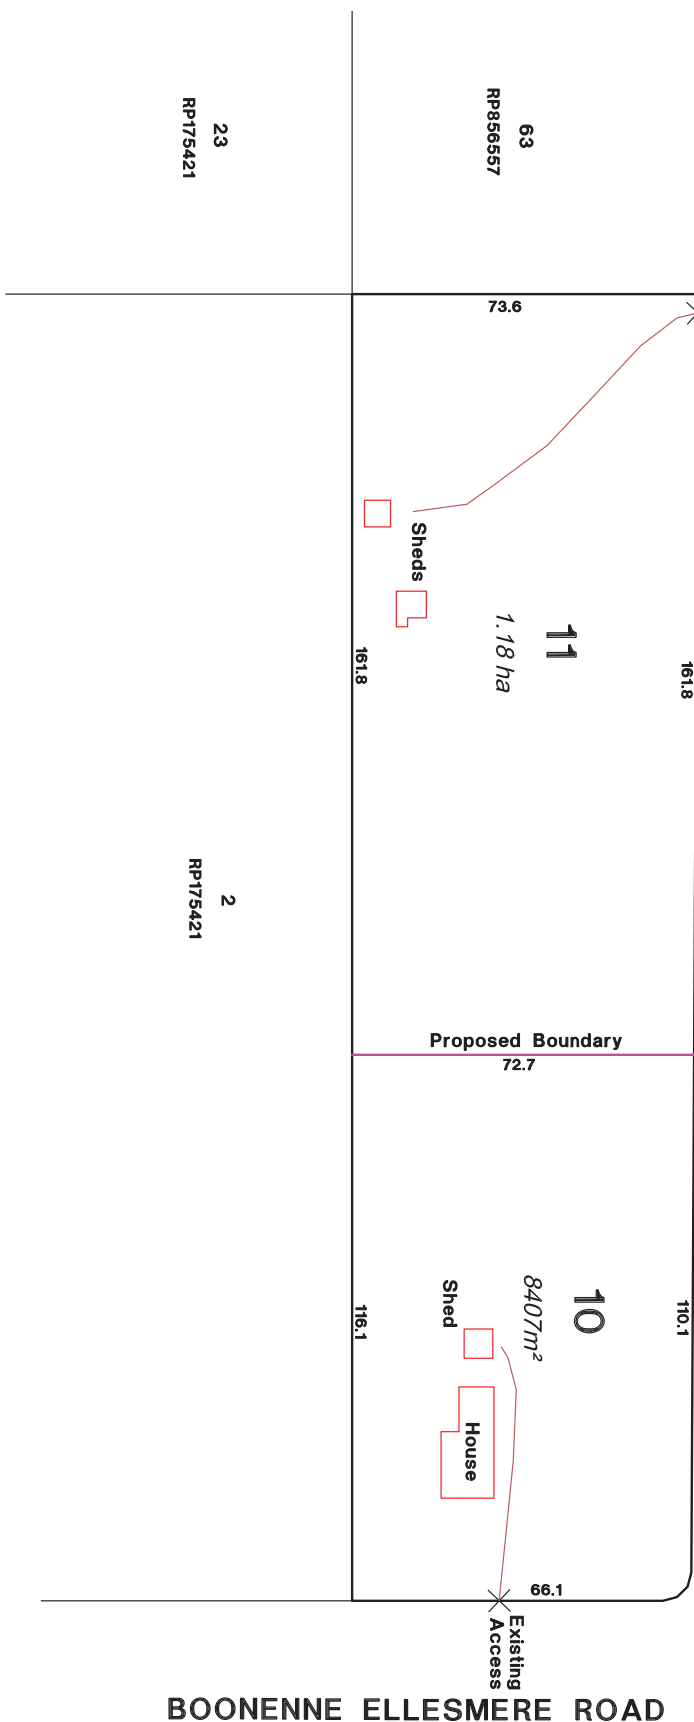 23
RP175421
63
RP856557
73.6
Sheds
11
1.18 ha
161.8
161.8
2
RP175421
Proposed Boundary
72.7
10
8407m²
Shed
116.1
110.1
House
66.1
Existing
Access
BOONENNE ELLESMERE ROAD